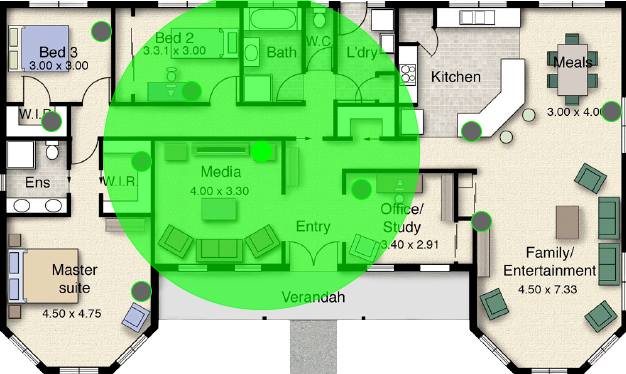 Bed 3
3.00 x 3.00
Bed 2
3.3.1 x 3.00
Bath
W.C.
L'dry
Kitchen
Meals
3.00 x 4.00
W.I.R.
Ens
W.I.R.
Media
4.00 x 3.30
Office/
Study
3.40 x 2.91
Entry
Family/
Entertainment
4.50 x 7.33
Master
suite
4.50 x 4.75
Verandah